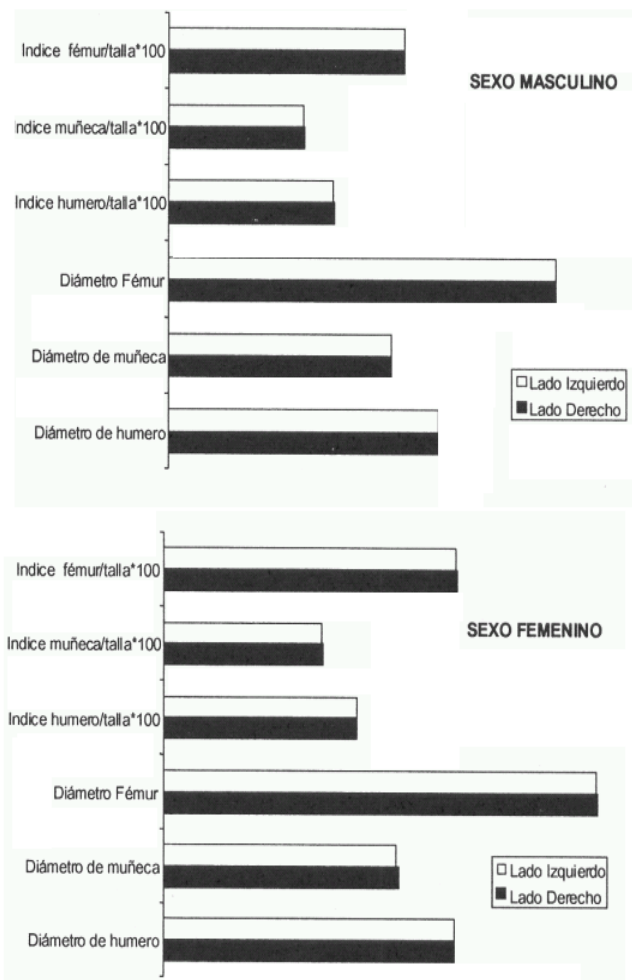 Indice fémur/talla*100
SEXO MASCULINO
Indice muñeca/talla*100
Indice humero/talla*100
Diámetro Fémur
Diámetro de muñeca
Lado Izquierdo
Lado Derecho
Diámetro de humero
Indice fémur/talla*100
SEXO FEMENINO
Indice muñeca/talla*100
Indice humero/talla*100
Diámetro Fémur
Diámetro de muñeca
Lado Izquierdo
Lado Derecho
Diámetro de humero